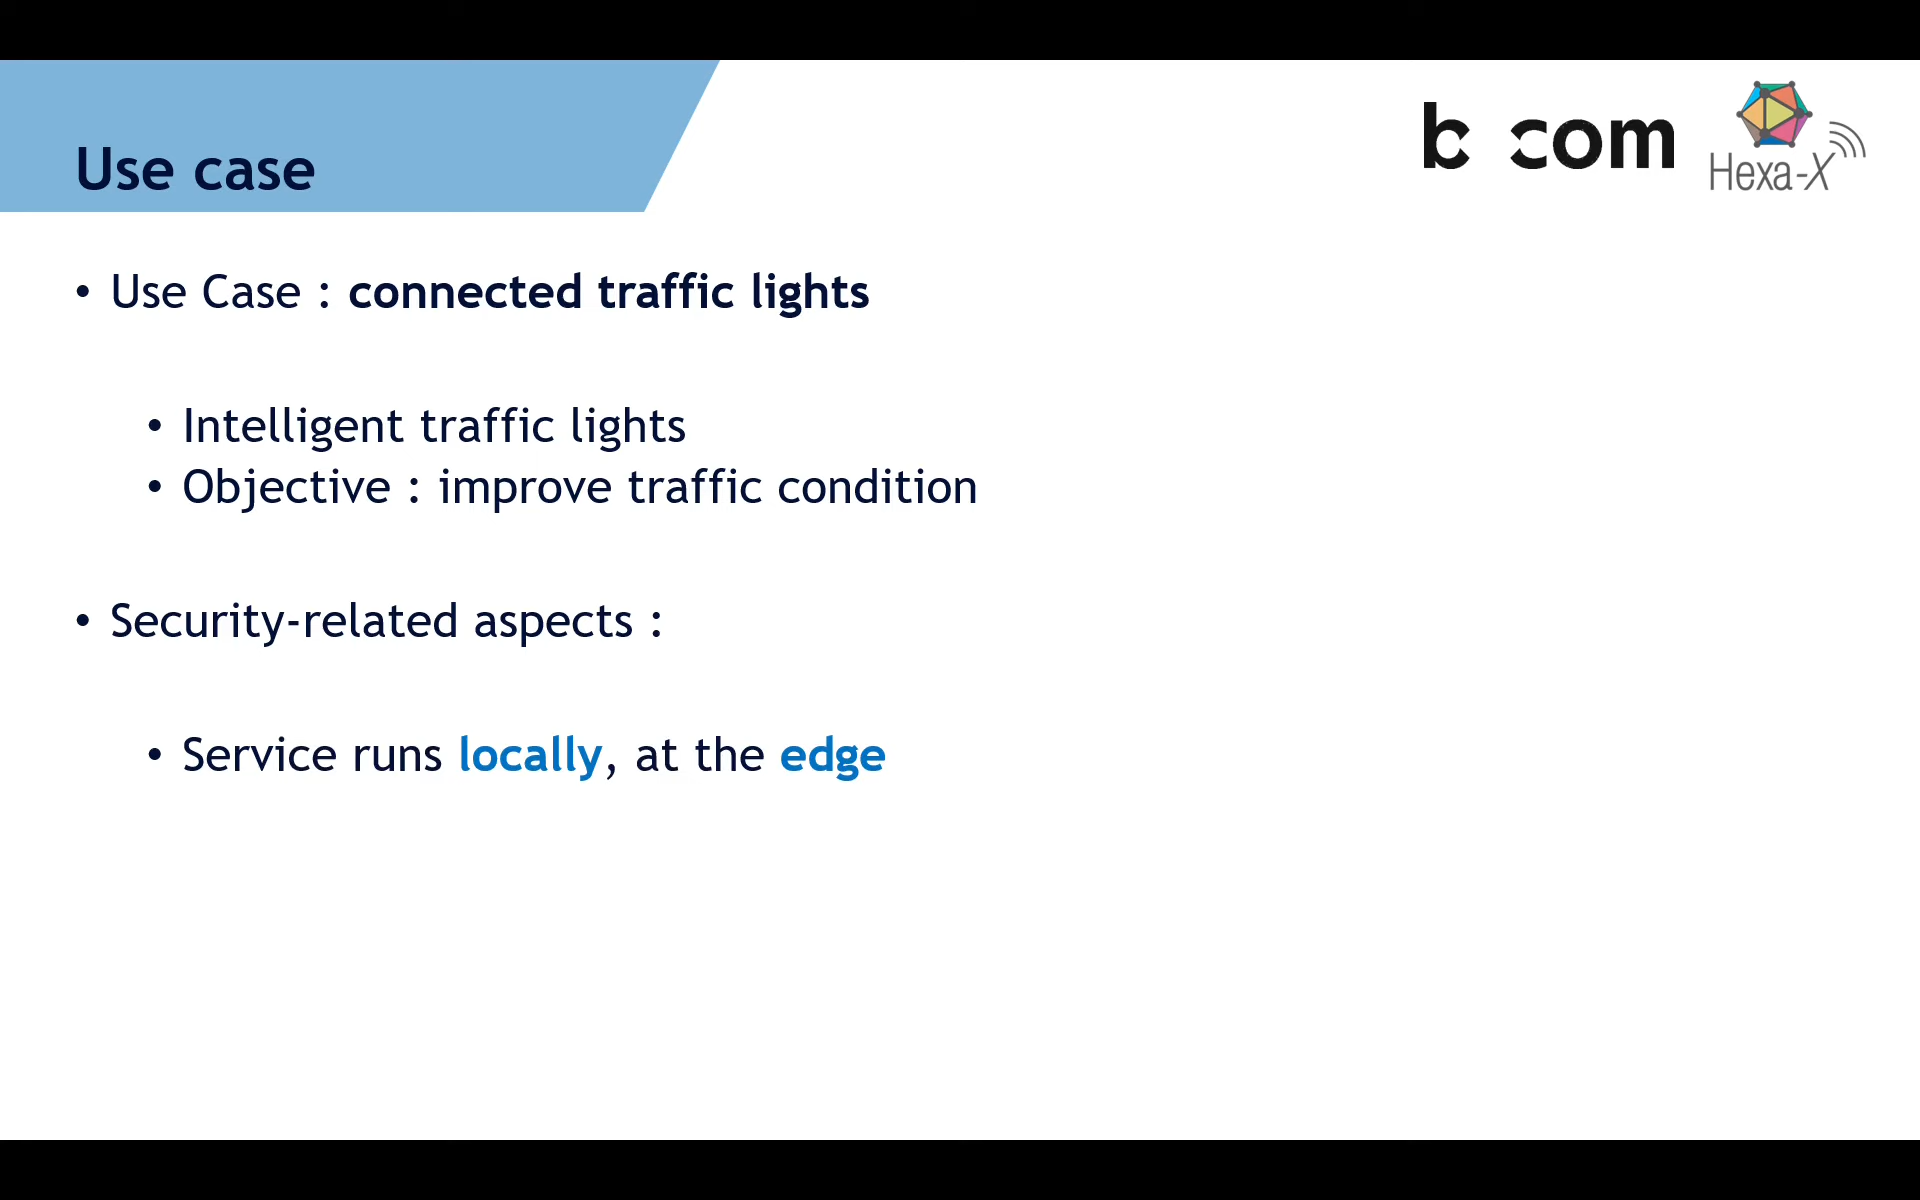 Use case
b com
Hexa-X
• Use Case : connected traffic lights
• Intelligent traffic lights
• Objective : improve traffic condition
• Security-related aspects :
• Service runs locally, at the edge